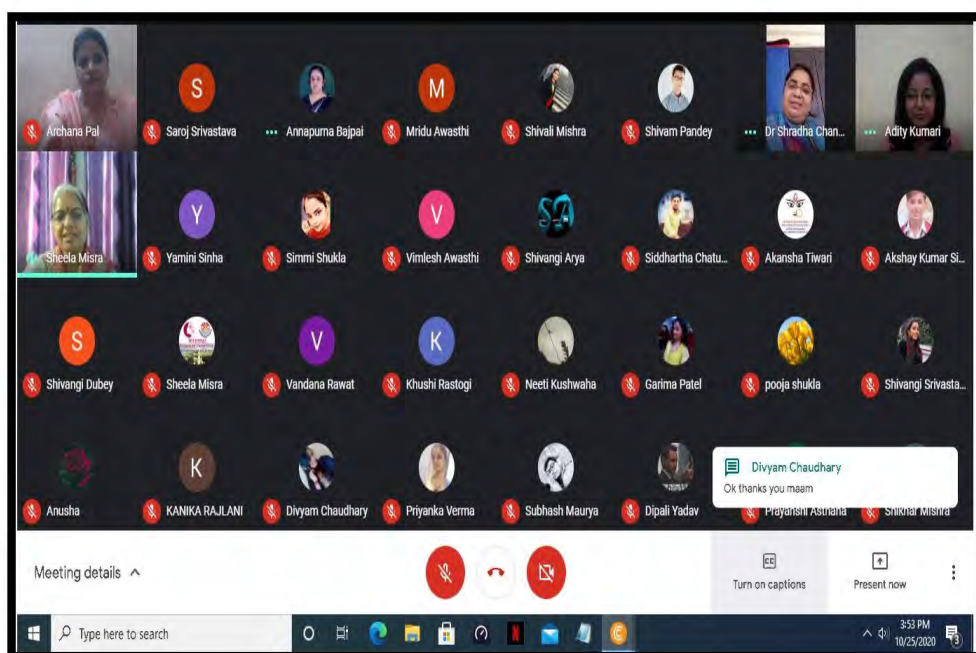 Archana Pal
S
Saroj Srivastava
Annapurna Bajpai
M
Mridu Awasthi
Shivali Mishra
Shivam Pandey
Dr Shradha Chan...
Adity Kumari
Sheela Misra
Y
Yamini Sinha
Simmi Shukla
V
Vimlesh Awasthi
Shivangi Arya
Siddhartha Chatu...
Akansha Tiwari
Akshay Kumar Si...
S
Shivangi Dubey
Sheela Misra
V
Vandana Rawat
K
Khushi Rastogi
Neeti Kushwaha
Garima Patel
pooja shukla
Shivangi Srivasta...
Anusha
K
KANIKA RAJLANI
Divyam Chaudhary
Priyanka Verma
Subhash Maurya
Dipali Yadav
Prayanshi Asthana
Shikhar Mishra
Divyam Chaudhary
Ok thanks you maam
Meeting details
CC
Turn on captions
Present now
Type here to search
3:53 PM
10/25/2020
3